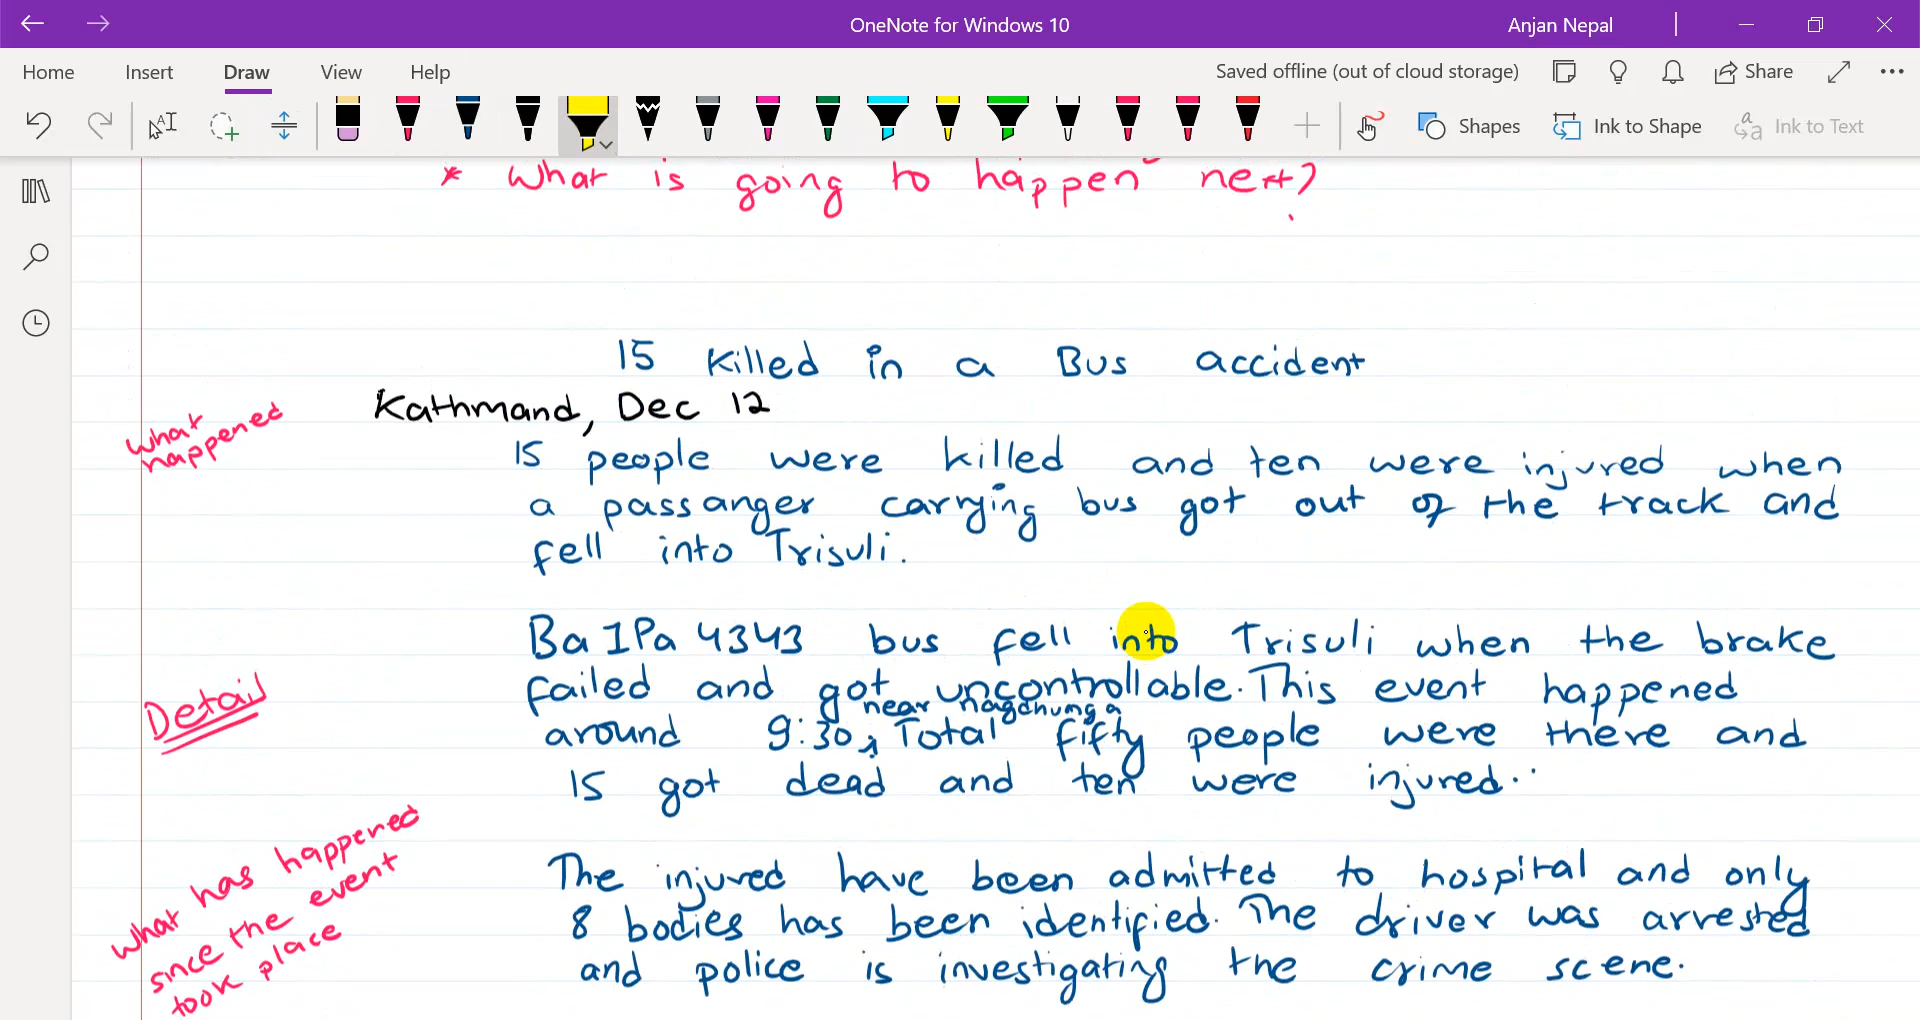 OneNote for Windows 10
Anjan Nepal
Home Insert Draw View Help
Saved offline (out of cloud storage)
Share
Shapes
Ink to Shape
Ink to Text
* What is going to happen next?
15 Killed in a Bus accident
Kathmand, Dec 12
what
happened
15 people were killed and ten were injured when
a passanger carrying bus got out of the track and
fell into Trisuli.
Ba 1 Pa 4343 bus fell into Trisuli when the brake
failed and got uncontrollable. This event happened
near nagdhunga
around 9:30, Total fifty people were there and
15 got dead and ten were injured..
Detail
what has happened
since the event
took place
The injured have been admitted to hospital and only
8 bodies has been identified. The driver was arrested
and police is investigating the crime scene.